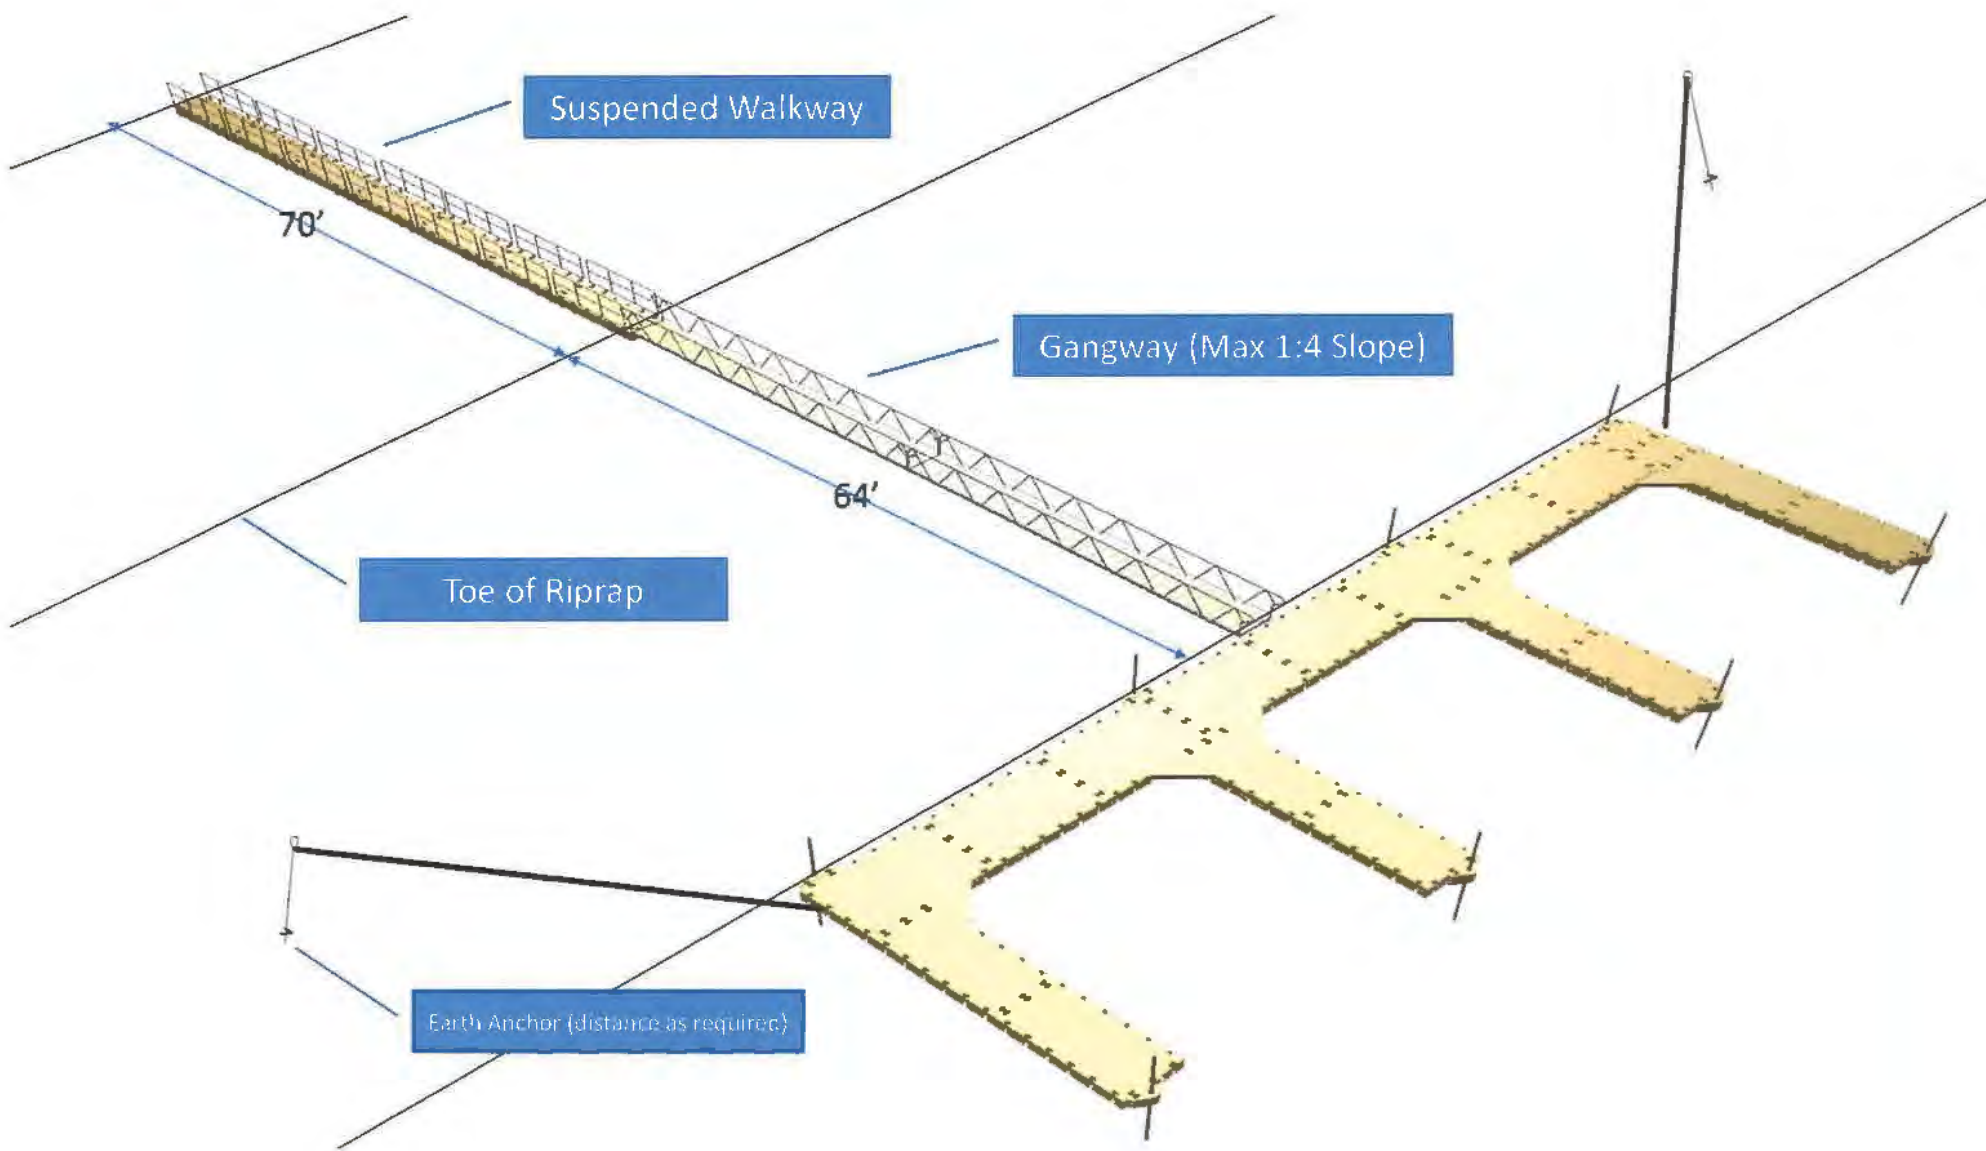 Suspended Walkway
70'
Gangway (Max 1:4 Slope)
64'
Toe of Riprap
Earth Anchor (distance as required)